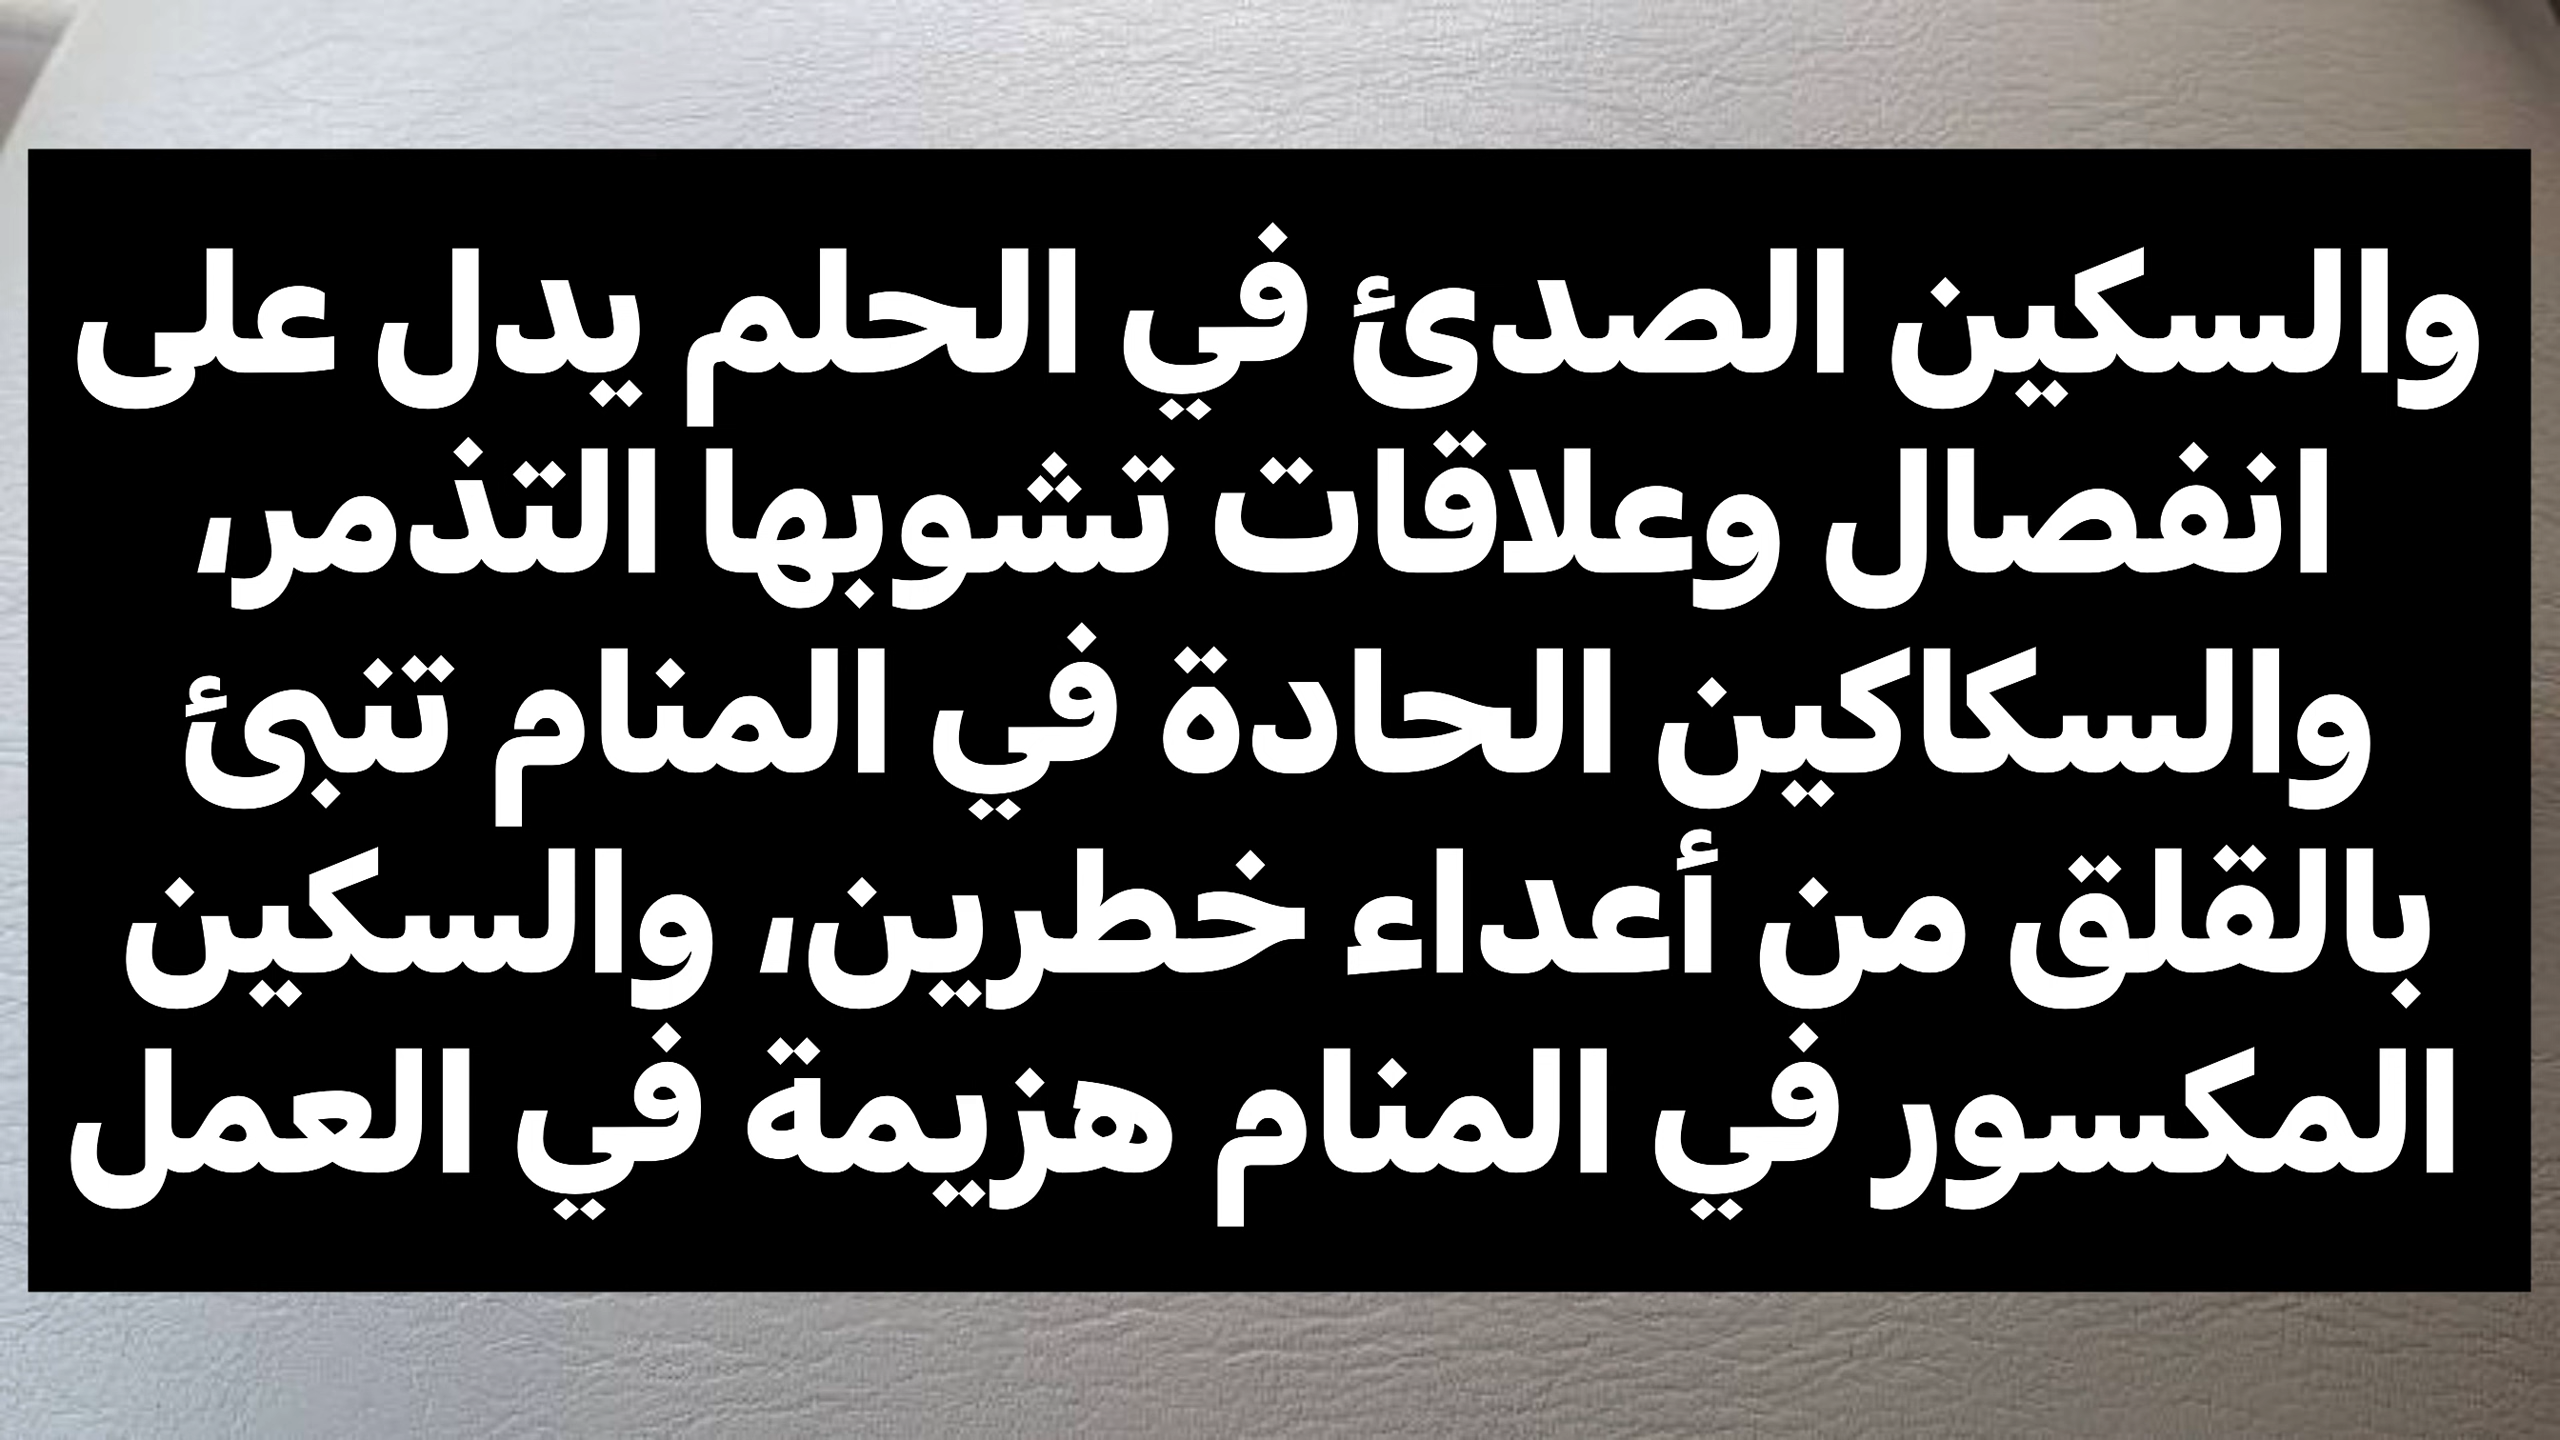 والسكين الصدئ في الحلم يدل على
انفصال وعلاقات تشوبها التذمر،
والسكاكين الحادة في المنام تنبئ
بالقلق من أعداء خطرين، والسكين
المكسور في المنام هزيمة في العمل